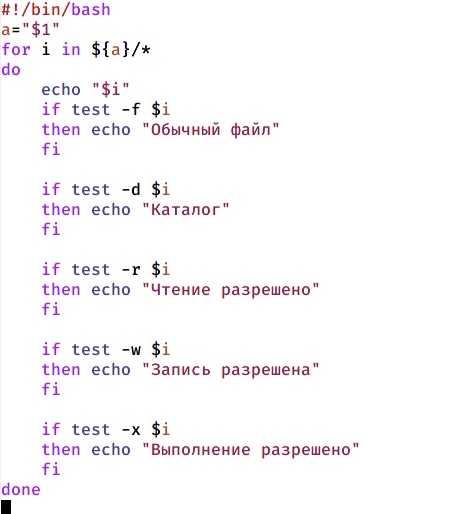 #!/bin/bash
a="$1"
for i in ${a}/*
do
    echo "$i"
    if test -f $i
    then echo "Обычный файл"
    fi

    if test -d $i
    then echo "Каталог"
    fi

    if test -r $i
    then echo "Чтение разрешено"
    fi

    if test -w $i
    then echo "Запись разрешена"
    fi

    if test -x $i
    then echo "Выполнение разрешено"
    fi
done